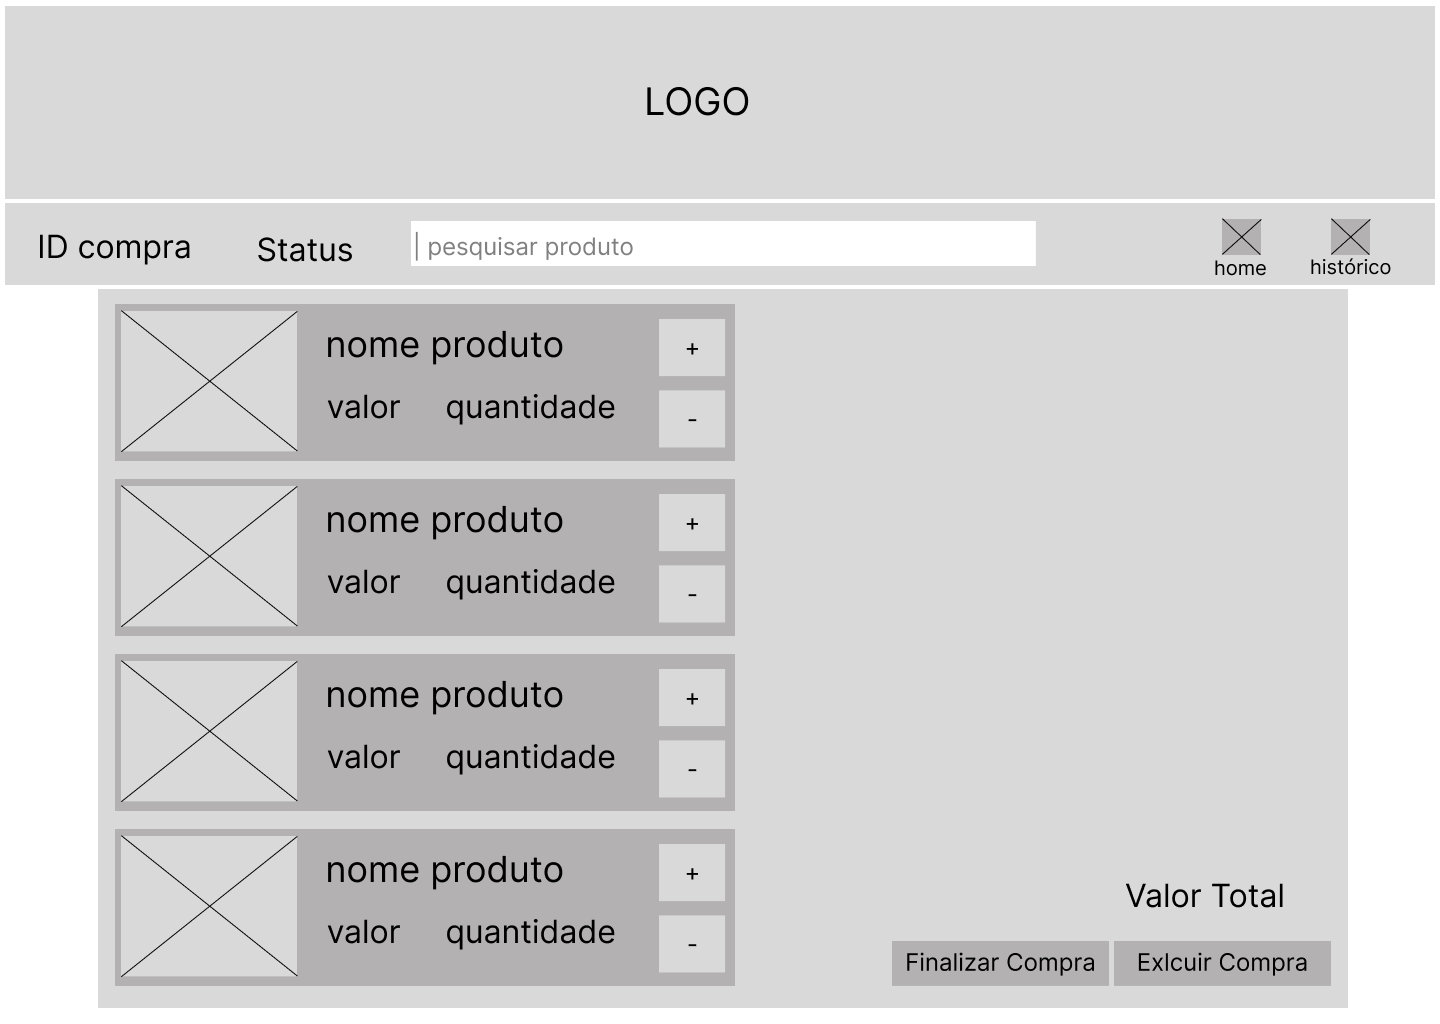 LOGO
ID compra
Status
pesquisar produto
home
histórico
nome produto
valor quantidade
+
-
nome produto
valor quantidade
+
-
nome produto
valor quantidade
+
-
nome produto
valor quantidade
+
-
Valor Total
Finalizar Compra
Exlcuir Compra